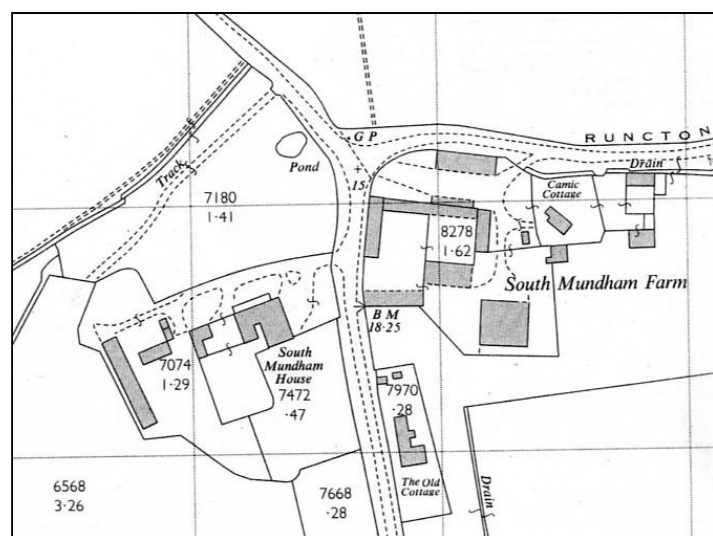 G P
RUNCTON
Pond
Track
15
Drain
Camic
Cottage
7180
1·41
8278
1·62
South Mundham Farm
B M
18·25
South
Mundham
House
7074
1·29
7472
·47
7970
·28
The Old
Cottage
Drain
6568
3·26
7668
·28